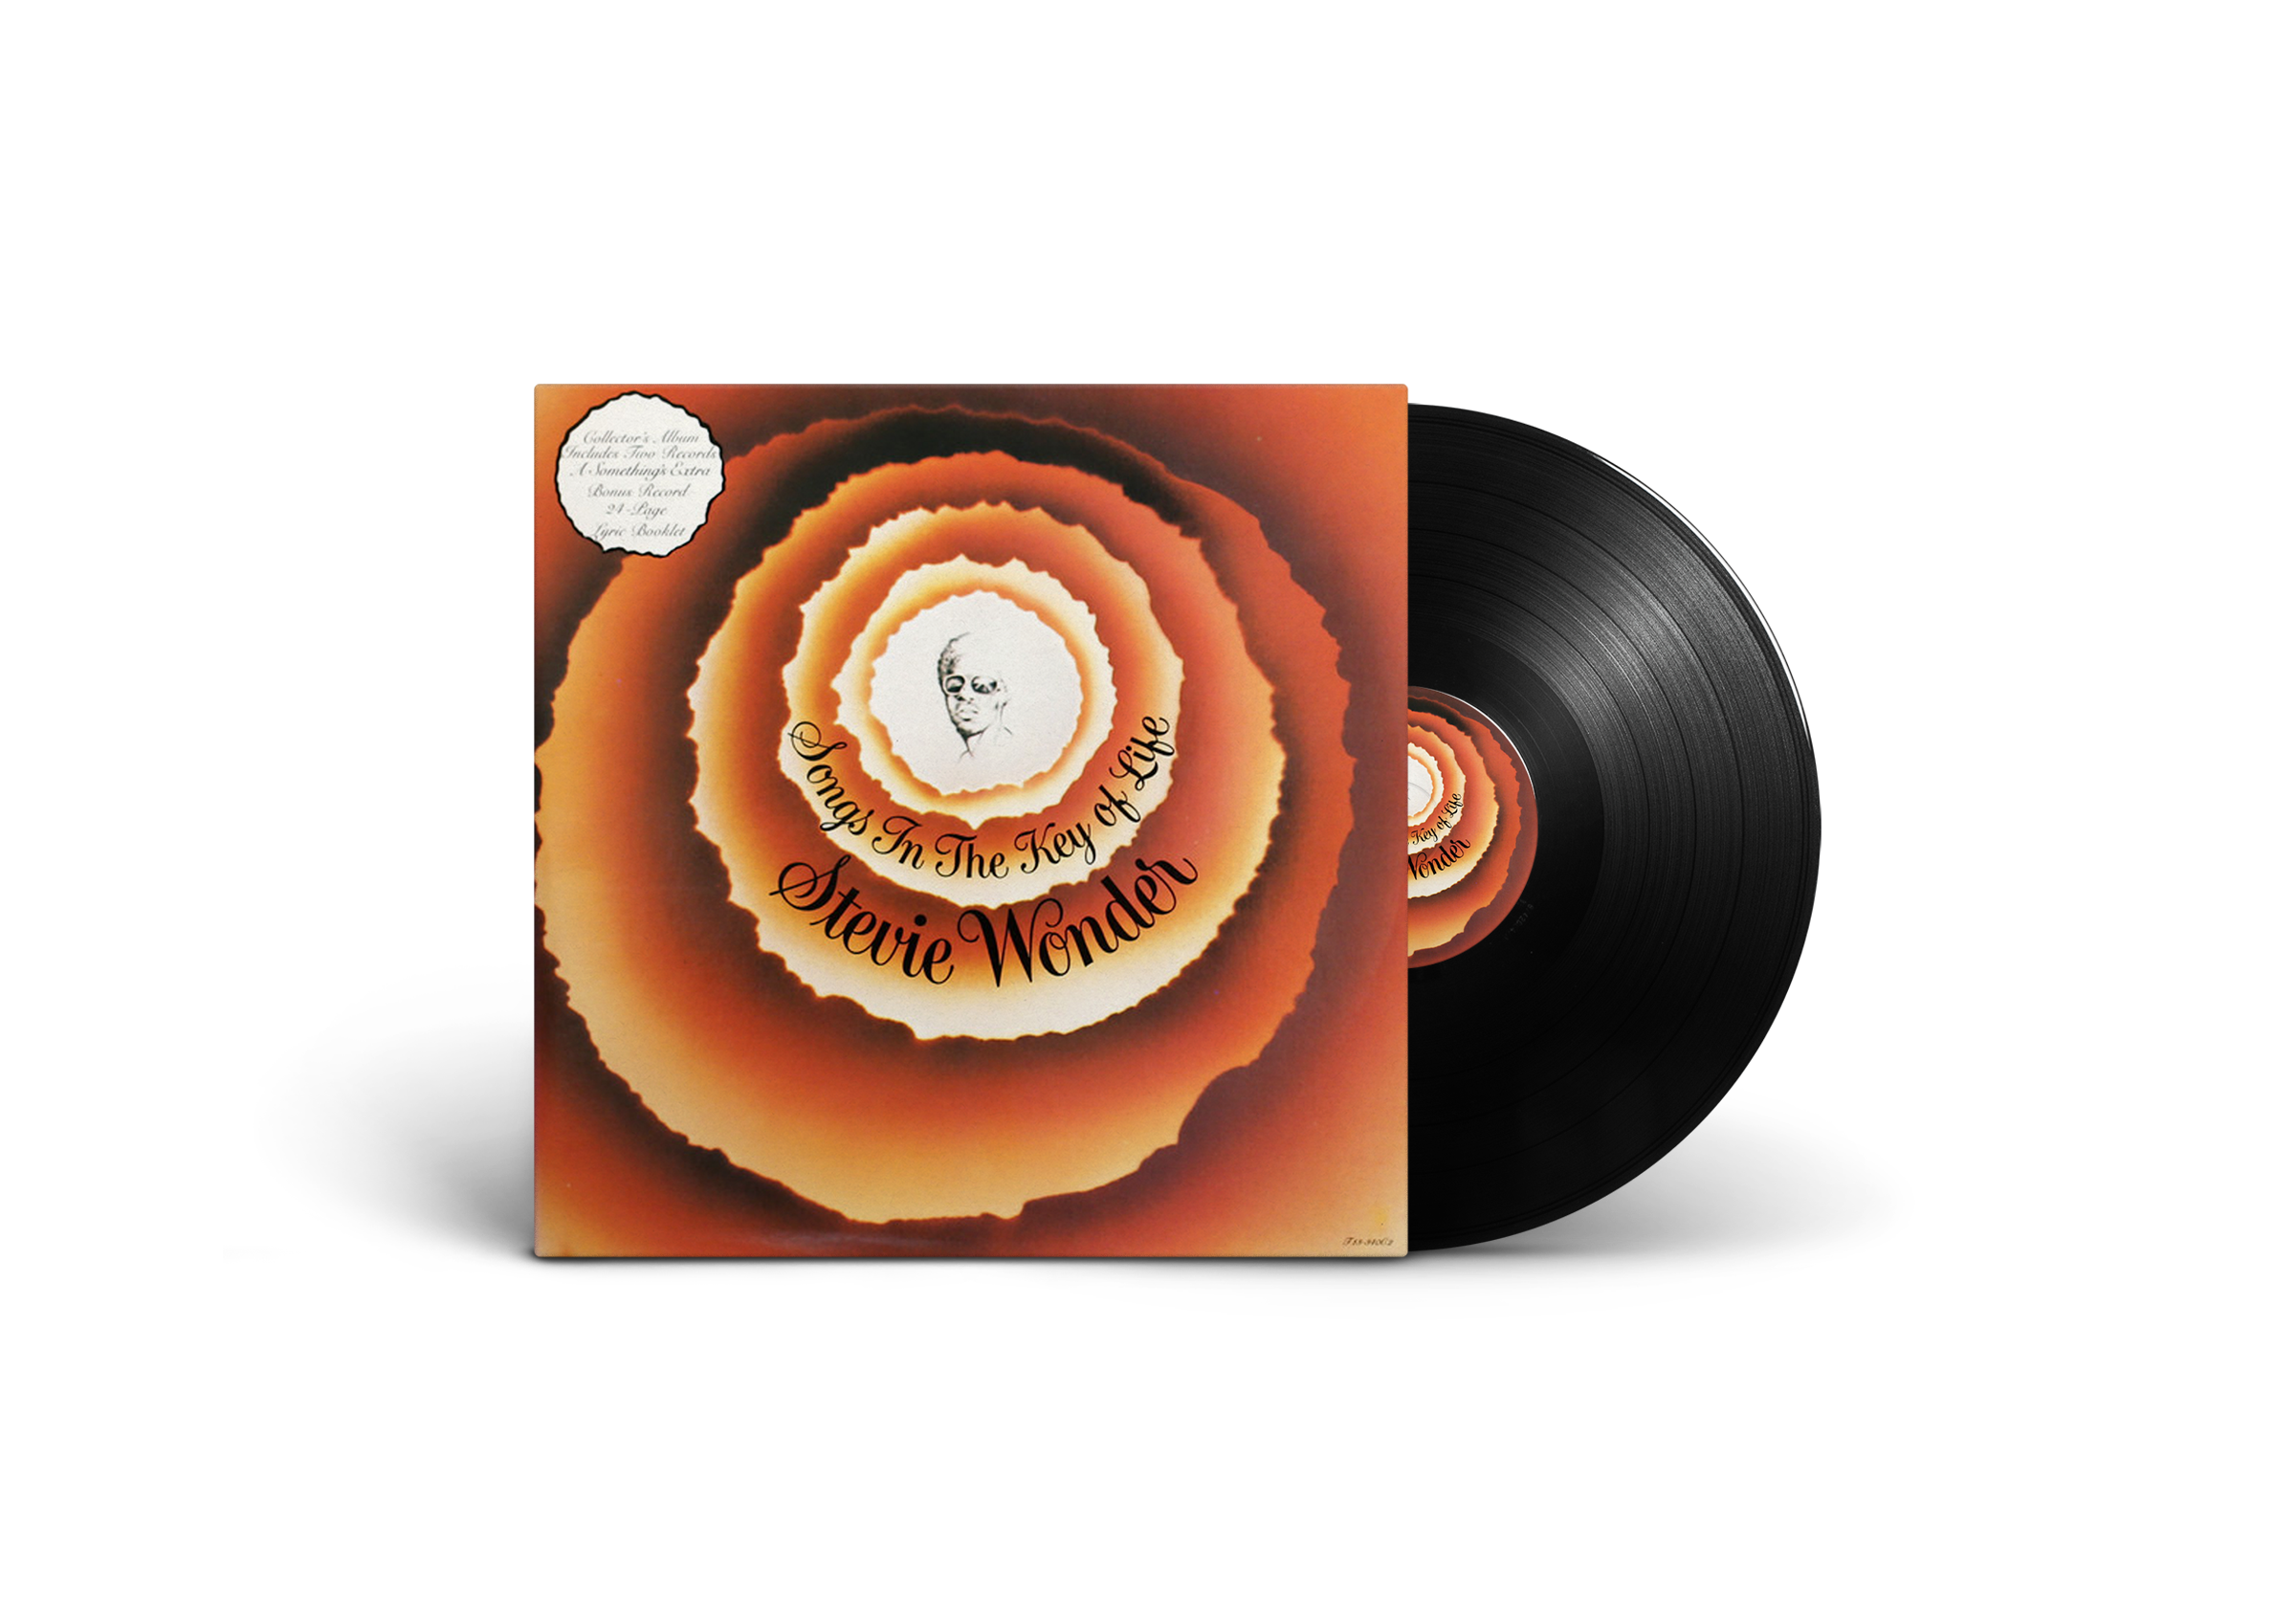 Collector's Album
Includes Two Records
A Something's Extra
Bonus Record
24-Page
Lyric Booklet
Songs In The Key of Life
Stevie Wonder
Key of Life
Wonder